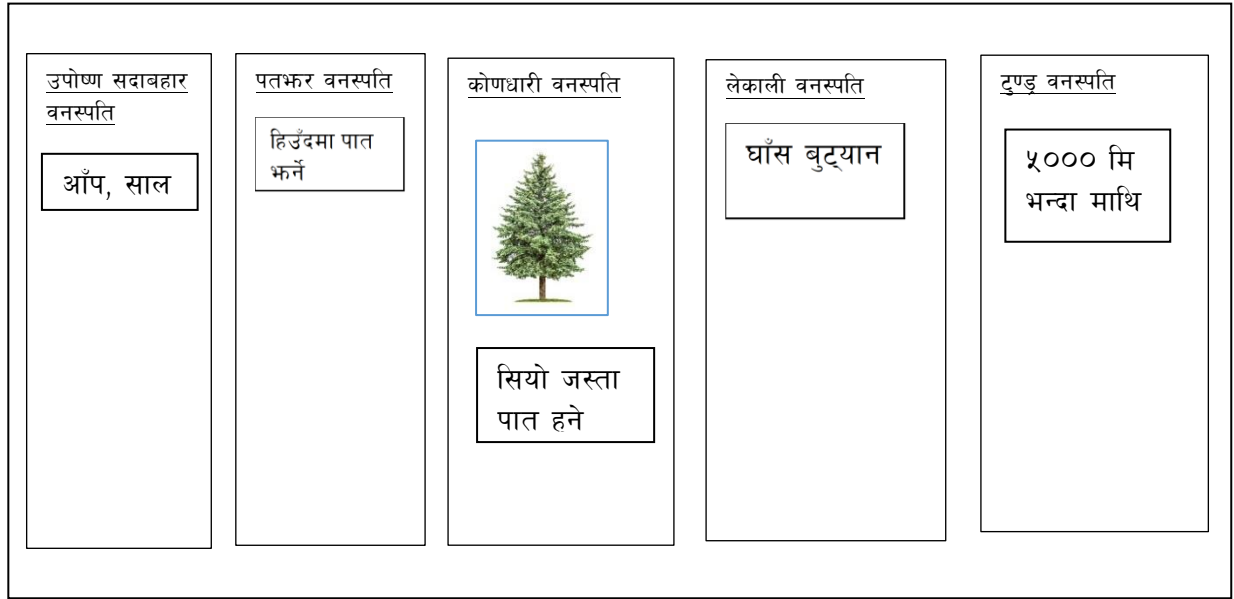 उपोष्ण सदाबहार
वनस्पति
आँप, साल
पतझर वनस्पति
हिउँदमा पात
झर्ने
कोणधारी वनस्पति
सियो जस्ता
पात हने
लेकाली वनस्पति
घाँस बुट्यान
टुण्ड्र वनस्पति
५००० मि
भन्दा माथि